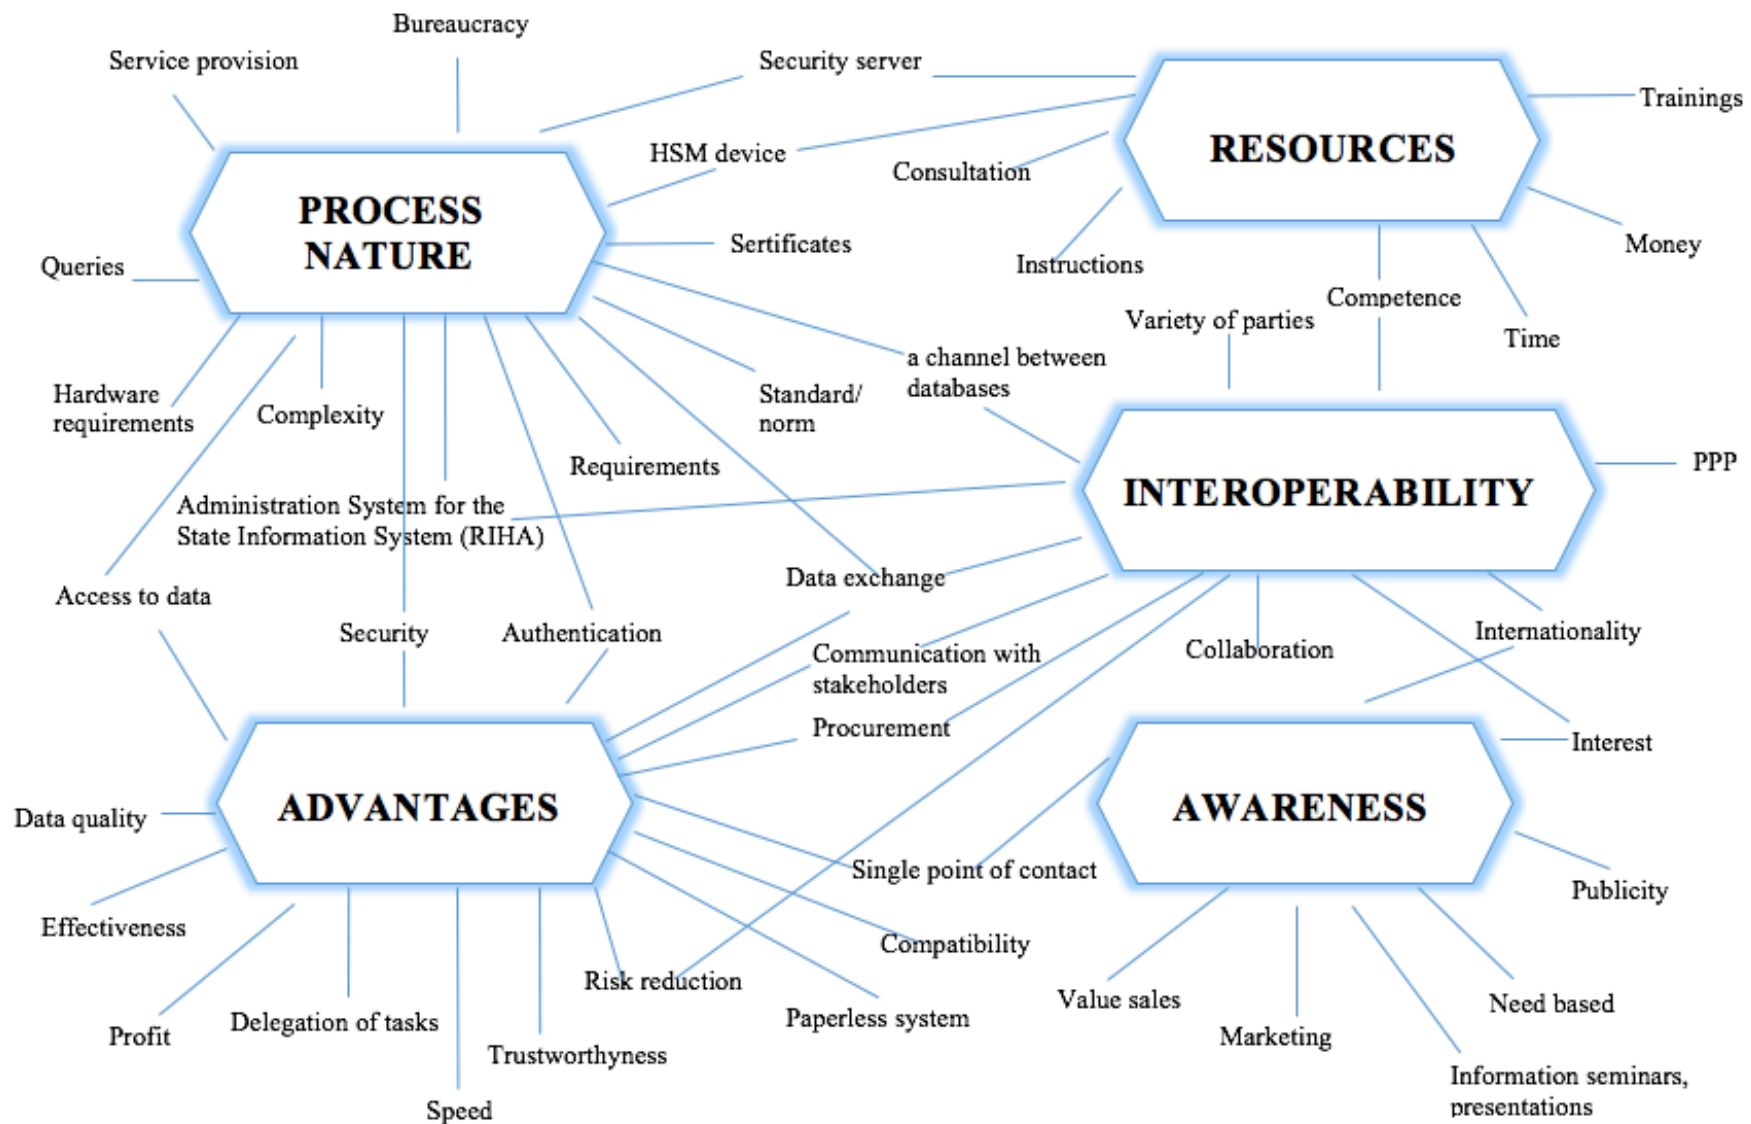 Bureaucracy
Service provision
Security server
Trainings
HSM device
RESOURCES
Consultation
PROCESS
NATURE
Sertificates
Money
Queries
Instructions
Competence
Variety of parties
Time
a channel between
databases
Hardware
requirements
Complexity
Standard/
norm
Requirements
PPP
INTEROPERABILITY
Administration System for the
State Information System (RIHA)
Data exchange
Access to data
Security
Authentication
Internationality
Collaboration
Communication with
stakeholders
Procurement
Interest
ADVANTAGES
AWARENESS
Data quality
Single point of contact
Publicity
Effectiveness
Compatibility
Risk reduction
Value sales
Need based
Paperless system
Delegation of tasks
Profit
Marketing
Trustworthyness
Information seminars,
presentations
Speed